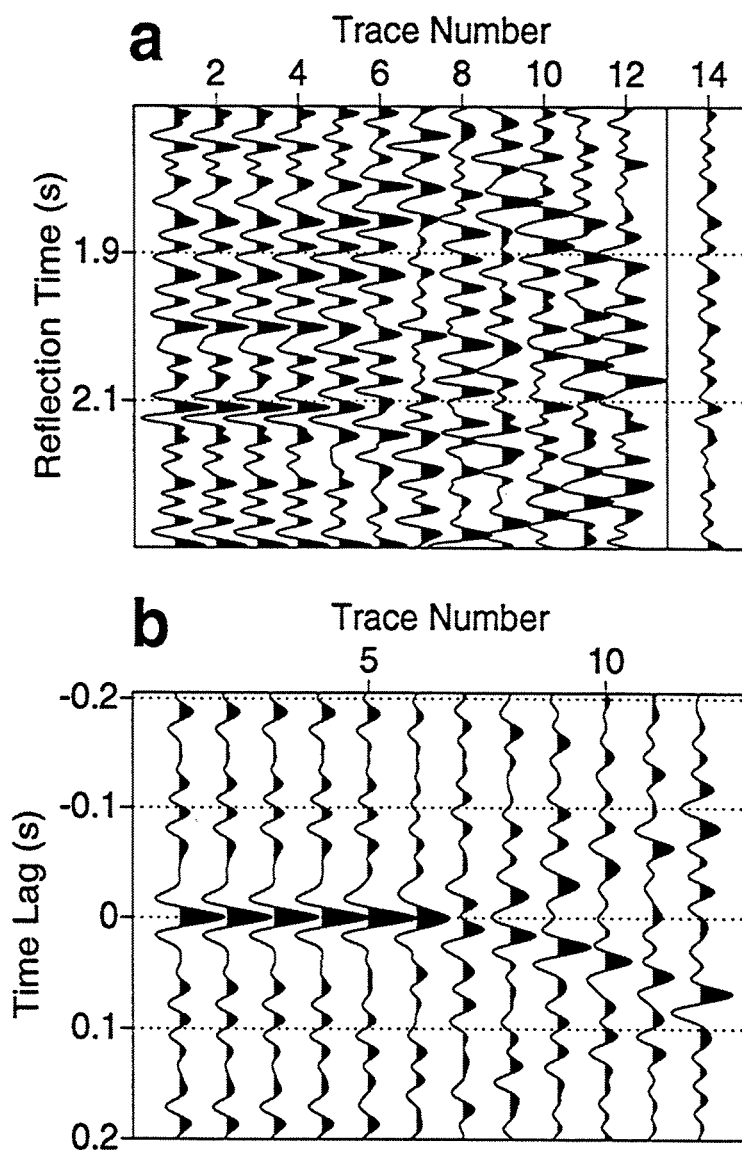 a
Trace Number
2 4 6 8 10 12 14
Reflection Time (s)
1.9
2.1
b
Trace Number
5 10
Time Lag (s)
-0.2
-0.1
0
0.1
0.2